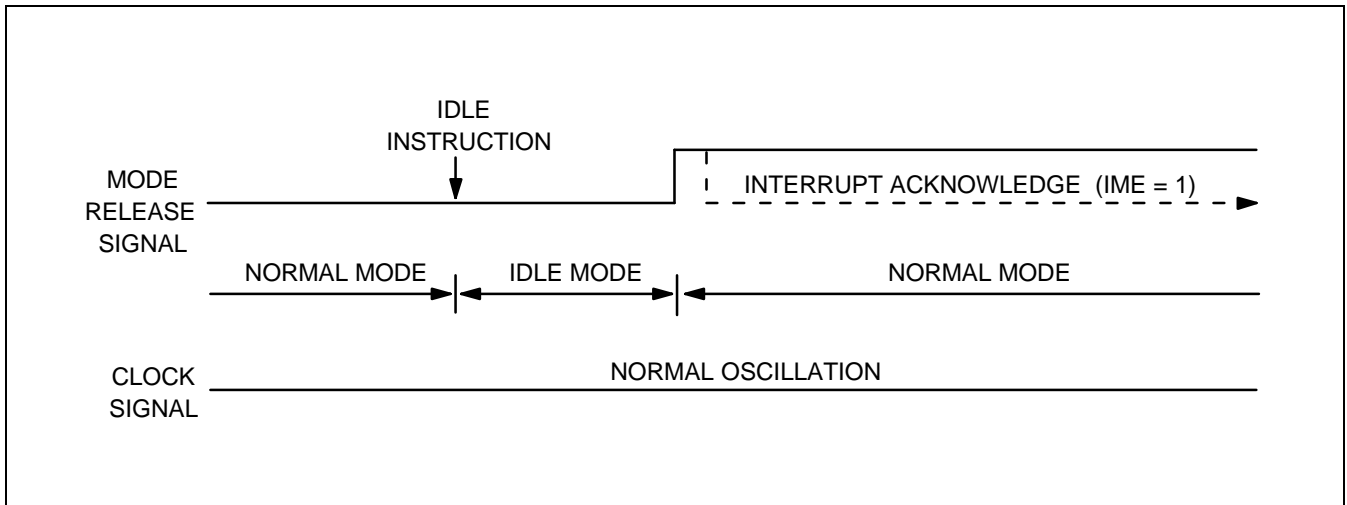 IDLE
INSTRUCTION
MODE
RELEASE
SIGNAL
INTERRUPT ACKNOWLEDGE (IME = 1)
NORMAL MODE
IDLE MODE
NORMAL MODE
CLOCK
SIGNAL
NORMAL OSCILLATION